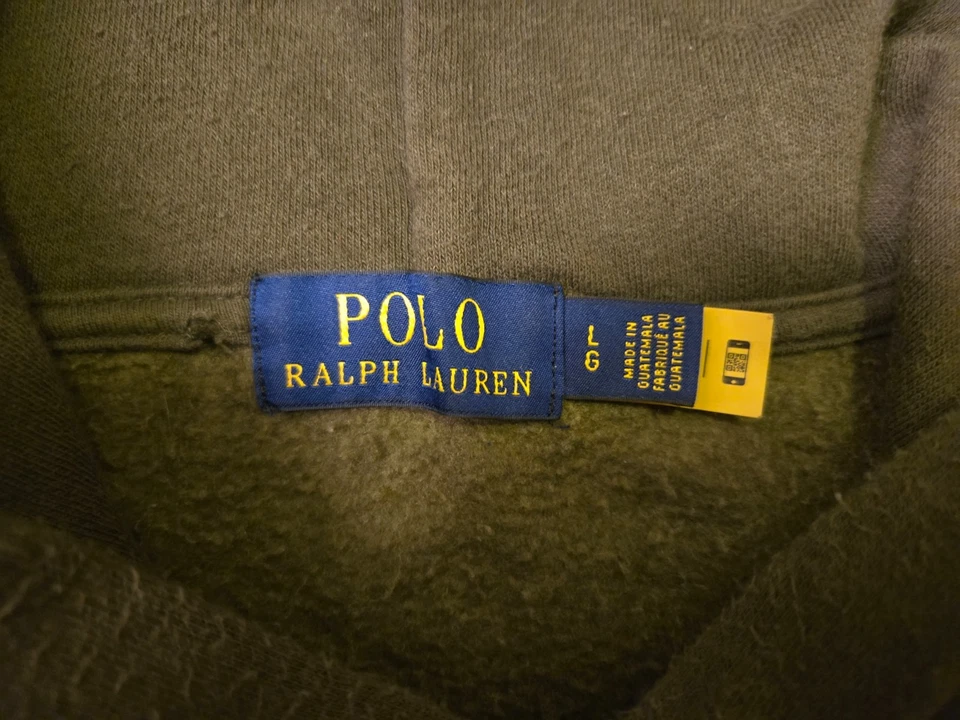 POLO
RALPH LAUREN
L
G
MADE IN
GUATEMALA
FABRIQUÉ AU
GUATEMALA